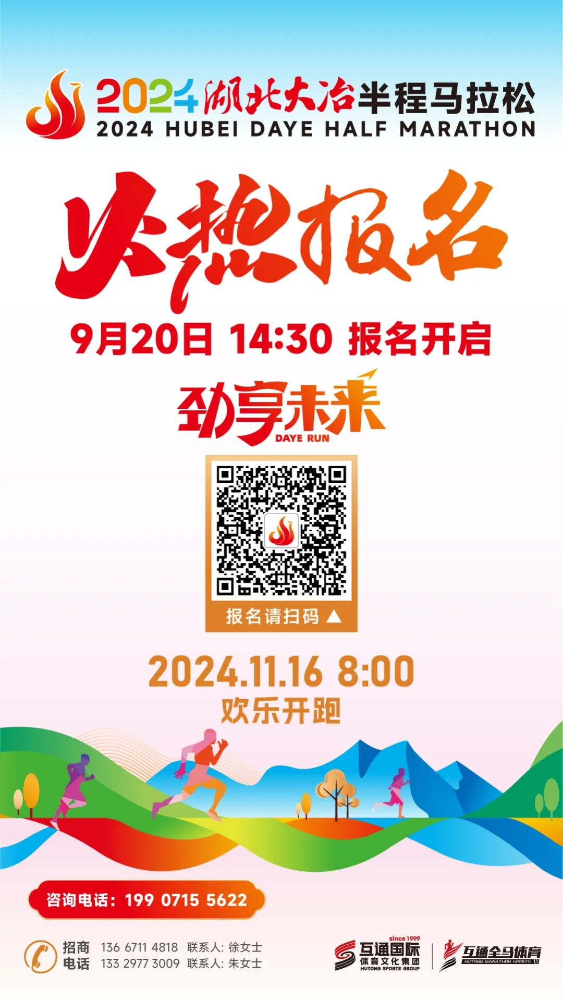 2024湖北大冶半程马拉松
2024 HUBEI DAYE HALF MARATHON
火热报名
9月20日 14:30 报名开启
劲享未来
DAYE RUN
报名请扫码▲
2024.11.16 8:00
欢乐开跑
咨询电话：199 0715 5622
招商电话
136 6711 4818 联系人: 徐女士
133 2977 3009 联系人: 朱女士
since 1999
互通国际
体育文化集团
HUTONG SPORTS GROUP
互通全马体育
HUTONG MARATHON SPORTS